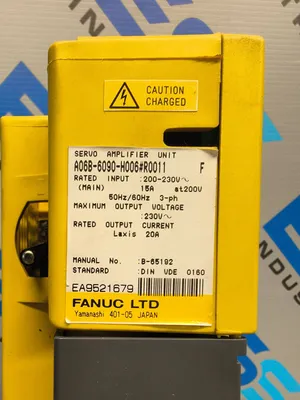 CAUTION
CHARGED
SERVO AMPLIFIER UNIT
A06B-6090-H006#R0011 F
RATED INPUT :200-230V~
(MAIN) 15A at200V
50Hz/60Hz 3-ph
MAXIMUM OUTPUT VOLTAGE
:230V~
RATED OUTPUT CURRENT
Laxis 20A
MANUAL No. :B-65192
STANDARD :DIN VDE 0160
EA9521679
FANUC LTD
Yamanashi 401-05 JAPAN